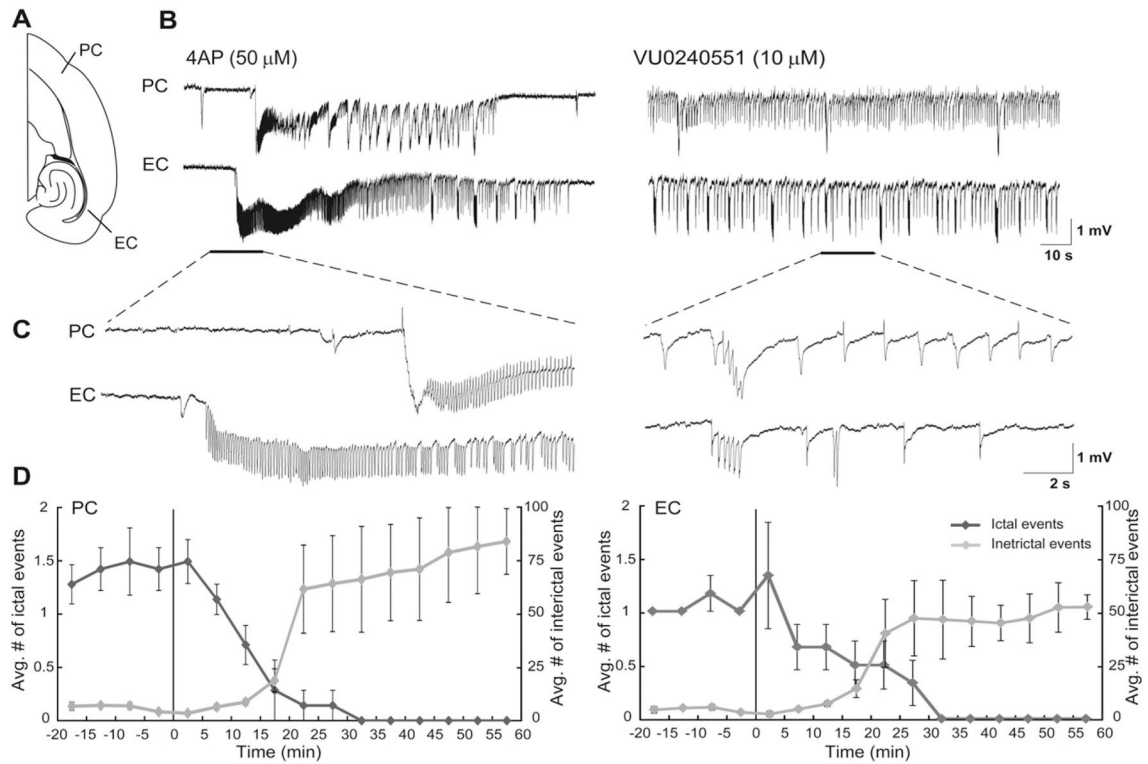 A
PC
EC
B
4AP (50 µM)
VU0240551 (10 µM)
PC
EC
1 mV
10 s
C
PC
EC
1 mV
2 s
D
PC
Avg. # of ictal events
2
1.5
1
0.5
0
100
75
50
25
0
Avg. # of interictal events
-20 -15 -10 -5 0 5 10 15 20 25 30 35 40 45 50 55 60
Time (min)
EC
Ictal events
Inetrictal events
Avg. # of ictal events
2
1.5
1
0.5
0
100
75
50
25
0
Avg. # of interictal events
-20 -15 -10 -5 0 5 10 15 20 25 30 35 40 45 50 55 60
Time (min)